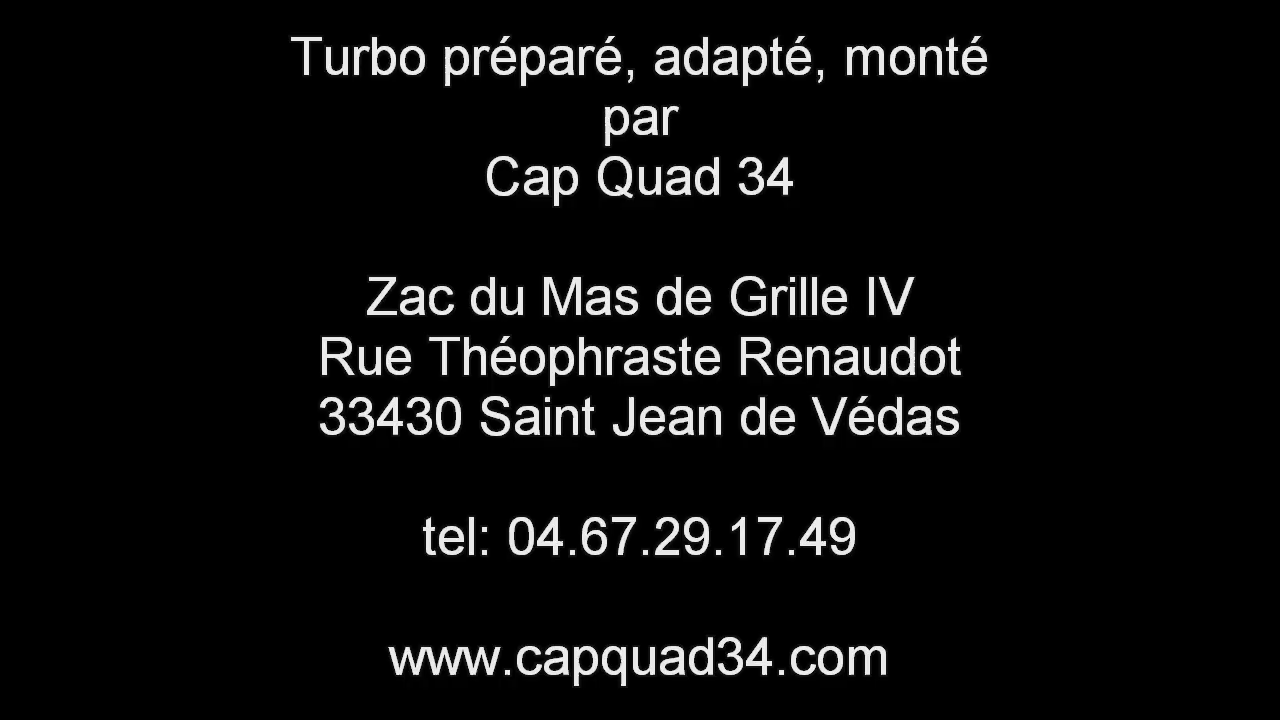 Turbo préparé, adapté, monté
par
Cap Quad 34
Zac du Mas de Grille IV
Rue Théophraste Renaudot
33430 Saint Jean de Védas
tel: 04.67.29.17.49
www.capquad34.com